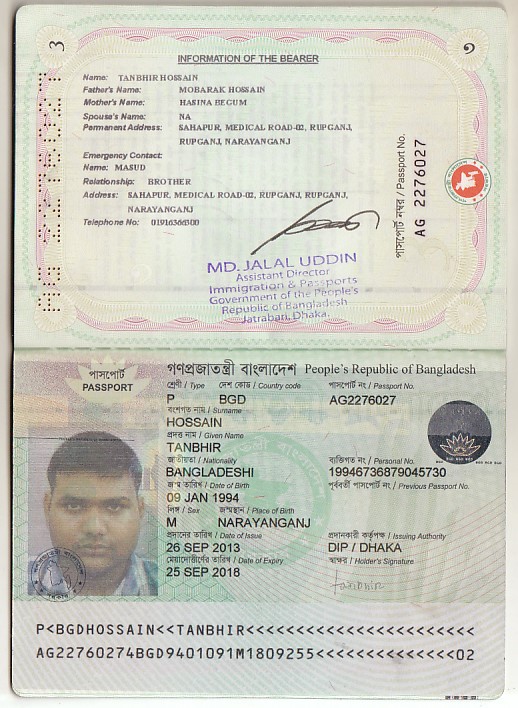 3
১
INFORMATION OF THE BEARER
Name: TANBHIR HOSSAIN
Father's Name: MOBARAK HOSSAIN
Mother's Name: HASINA BEGUM
Spouse's Name: NA
Permanent Address: SAHAPUR, MEDICAL ROAD-02, RUPGANJ,
RUPGANJ, NARAYANGANJ
Emergency Contact:
Name: MASUD
Relationship: BROTHER
Address: SAHAPUR, MEDICAL ROAD-02, RUPGANJ, RUPGANJ,
NARAYANGANJ
Telephone No:
MD. JALAL UDDIN
Assistant Director
Immigration & Passports
Government of the People's
Republic of Bangladesh
Jatraban, Dhaka.
পাসপোর্ট নম্বর / Passport No.
AG 2276027
পাসপোর্ট
PASSPORT
গণপ্রজাতন্ত্রী বাংলাদেশ People's Republic of Bangladesh
শ্রেণী / Type দেশ কোড / Country code পাসপোর্ট নং / Passport No.
P BGD AG2276027
বংশগত নাম / Surname
HOSSAIN
প্রদত্ত নাম / Given Name
TANBHIR
জাতীয়তা / Nationality ব্যক্তিগত নং / Personal No.
BANGLADESHI 19946736879045730
জন্ম তারিখ / Date of Birth পূর্ববর্তী পাসপোর্ট নং / Previous Passport No.
09 JAN 1994
লিঙ্গ / Sex জন্মস্থান / Place of Birth
M NARAYANGANJ
প্রদানের তারিখ / Date of Issue প্রদানকারী কর্তৃপক্ষ / Issuing Authority
26 SEP 2013 DIP / DHAKA
মেয়াদোত্তীর্ণের তারিখ / Date of Expiry স্বাক্ষর / Holder's Signature
25 SEP 2018
Tanbhir
P<BGDHOSSAIN<<TANBHIR<<<<<<<<<<<<<<<<<<<<<<<
AG22760274BGD9401091M1809255<<<<<<<<<<<<<<02